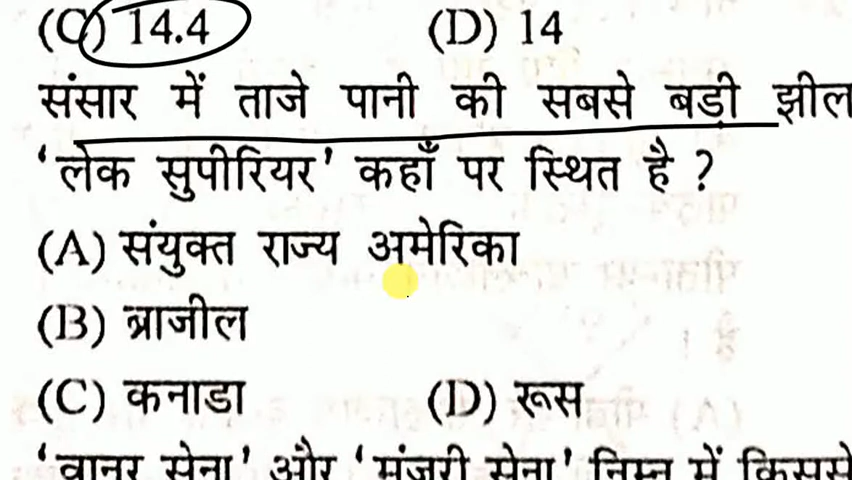 (C) 14.4 (D) 14
संसार में ताजे पानी की सबसे बड़ी झील
‘लेक सुपीरियर’ कहाँ पर स्थित है ?
(A) संयुक्त राज्य अमेरिका
(B) ब्राजील
(C) कनाडा (D) रूस
‘वानर सेना’ और ‘मंजरी सेना’ निम्न में किससे